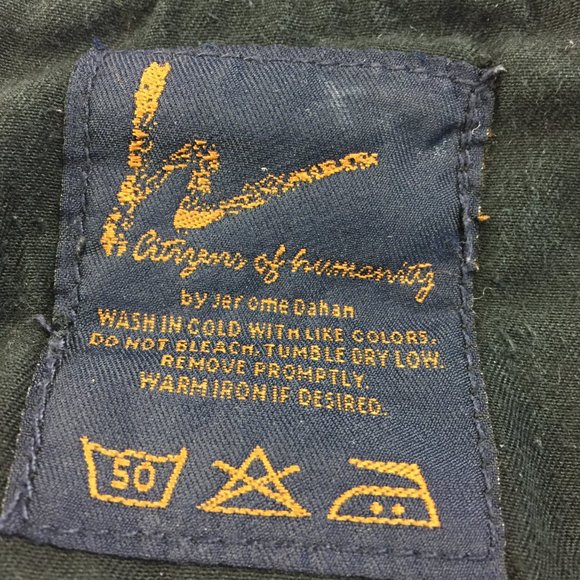 Citizens of humanity
by Jerome Dahan
WASH IN COLD WITH LIKE COLORS.
DO NOT BLEACH. TUMBLE DRY LOW.
REMOVE PROMPTLY.
WARM IRON IF DESIRED.
50